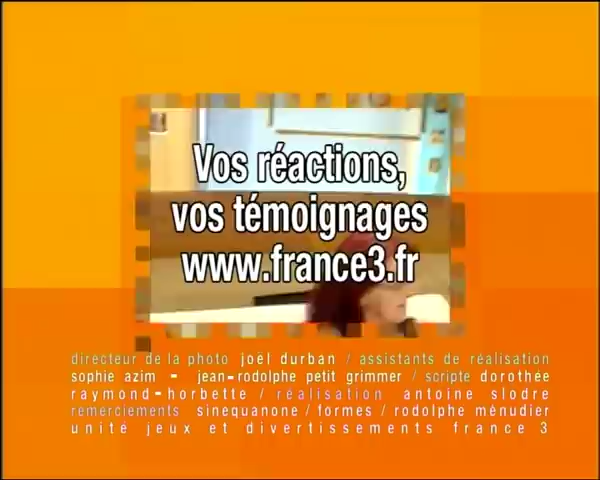 Vos réactions,
vos témoignages
www.france3.fr
directeur de la photo joël durban / assistants de réalisation
sophie azim - jean-rodolphe petit grimmer / scripte dorothée
raymond-horbette / réalisation antoine slodre
remerciements sinequanone / formes / rodolphe ménudier
unité jeux et divertissements france 3